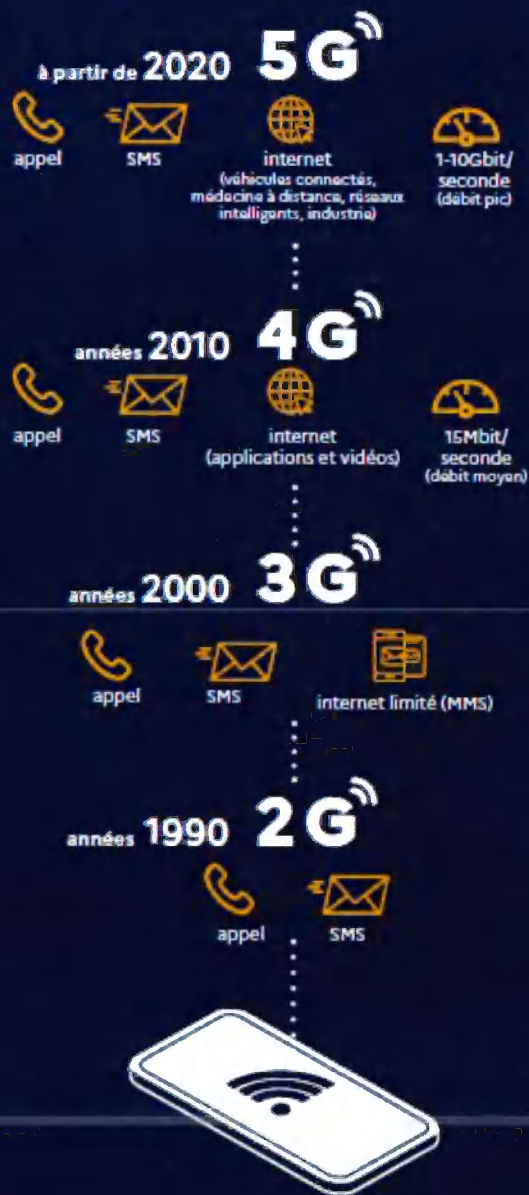 à partir de 2020 5G
appel
SMS
internet
(véhicules connectés,
médecine à distance, réseaux
intelligents, industrie)
1-10Gbit/
seconde
(débit pic)
années 2010 4G
appel
SMS
internet
(applications et vidéos)
15Mbit/
seconde
(débit moyen)
années 2000 3G
appel
SMS
internet limité (MMS)
années 1990 2G
appel
SMS